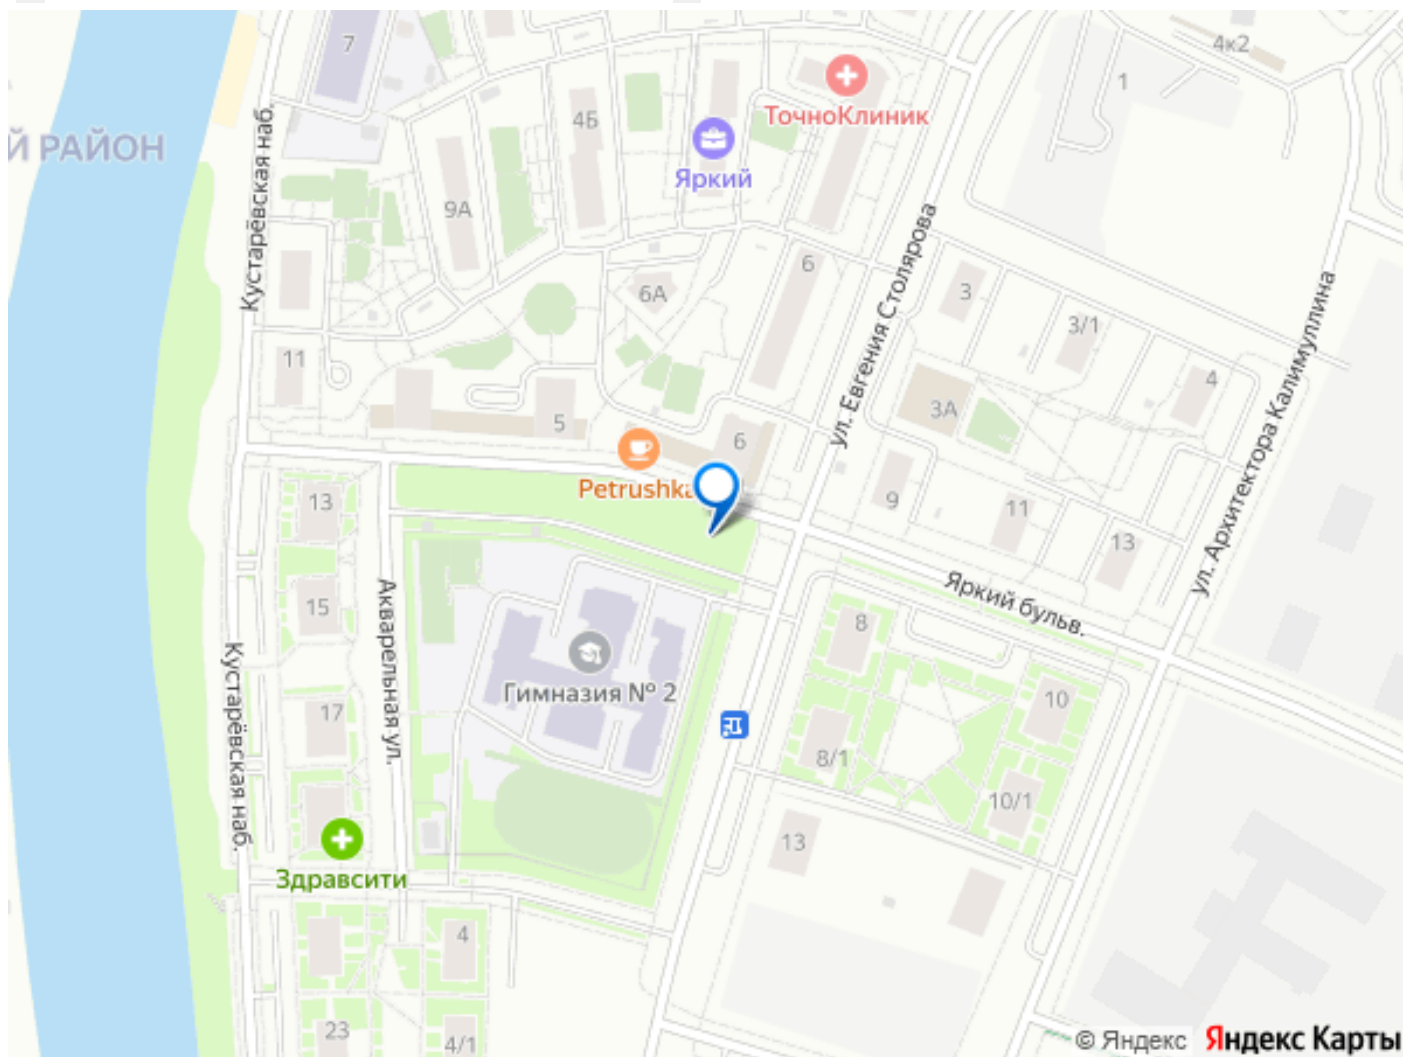 7
4к2
1
ТочноКлиник
4Б
Й РАЙОН
Яркий
Кустарёвская наб.
9А
ул. Евгения Столярова
6
6А
3
3/1
ул. Архитектора Калимуллина
11
4
3А
5
6
Petrushka
9
13
11
13
Яркий бульв.
15
Акварельная ул.
8
Гимназия № 2
Кустарёвская наб.
17
10
8/1
10/1
13
Здравсити
4
23
4/1
© Яндекс Яндекс Карты